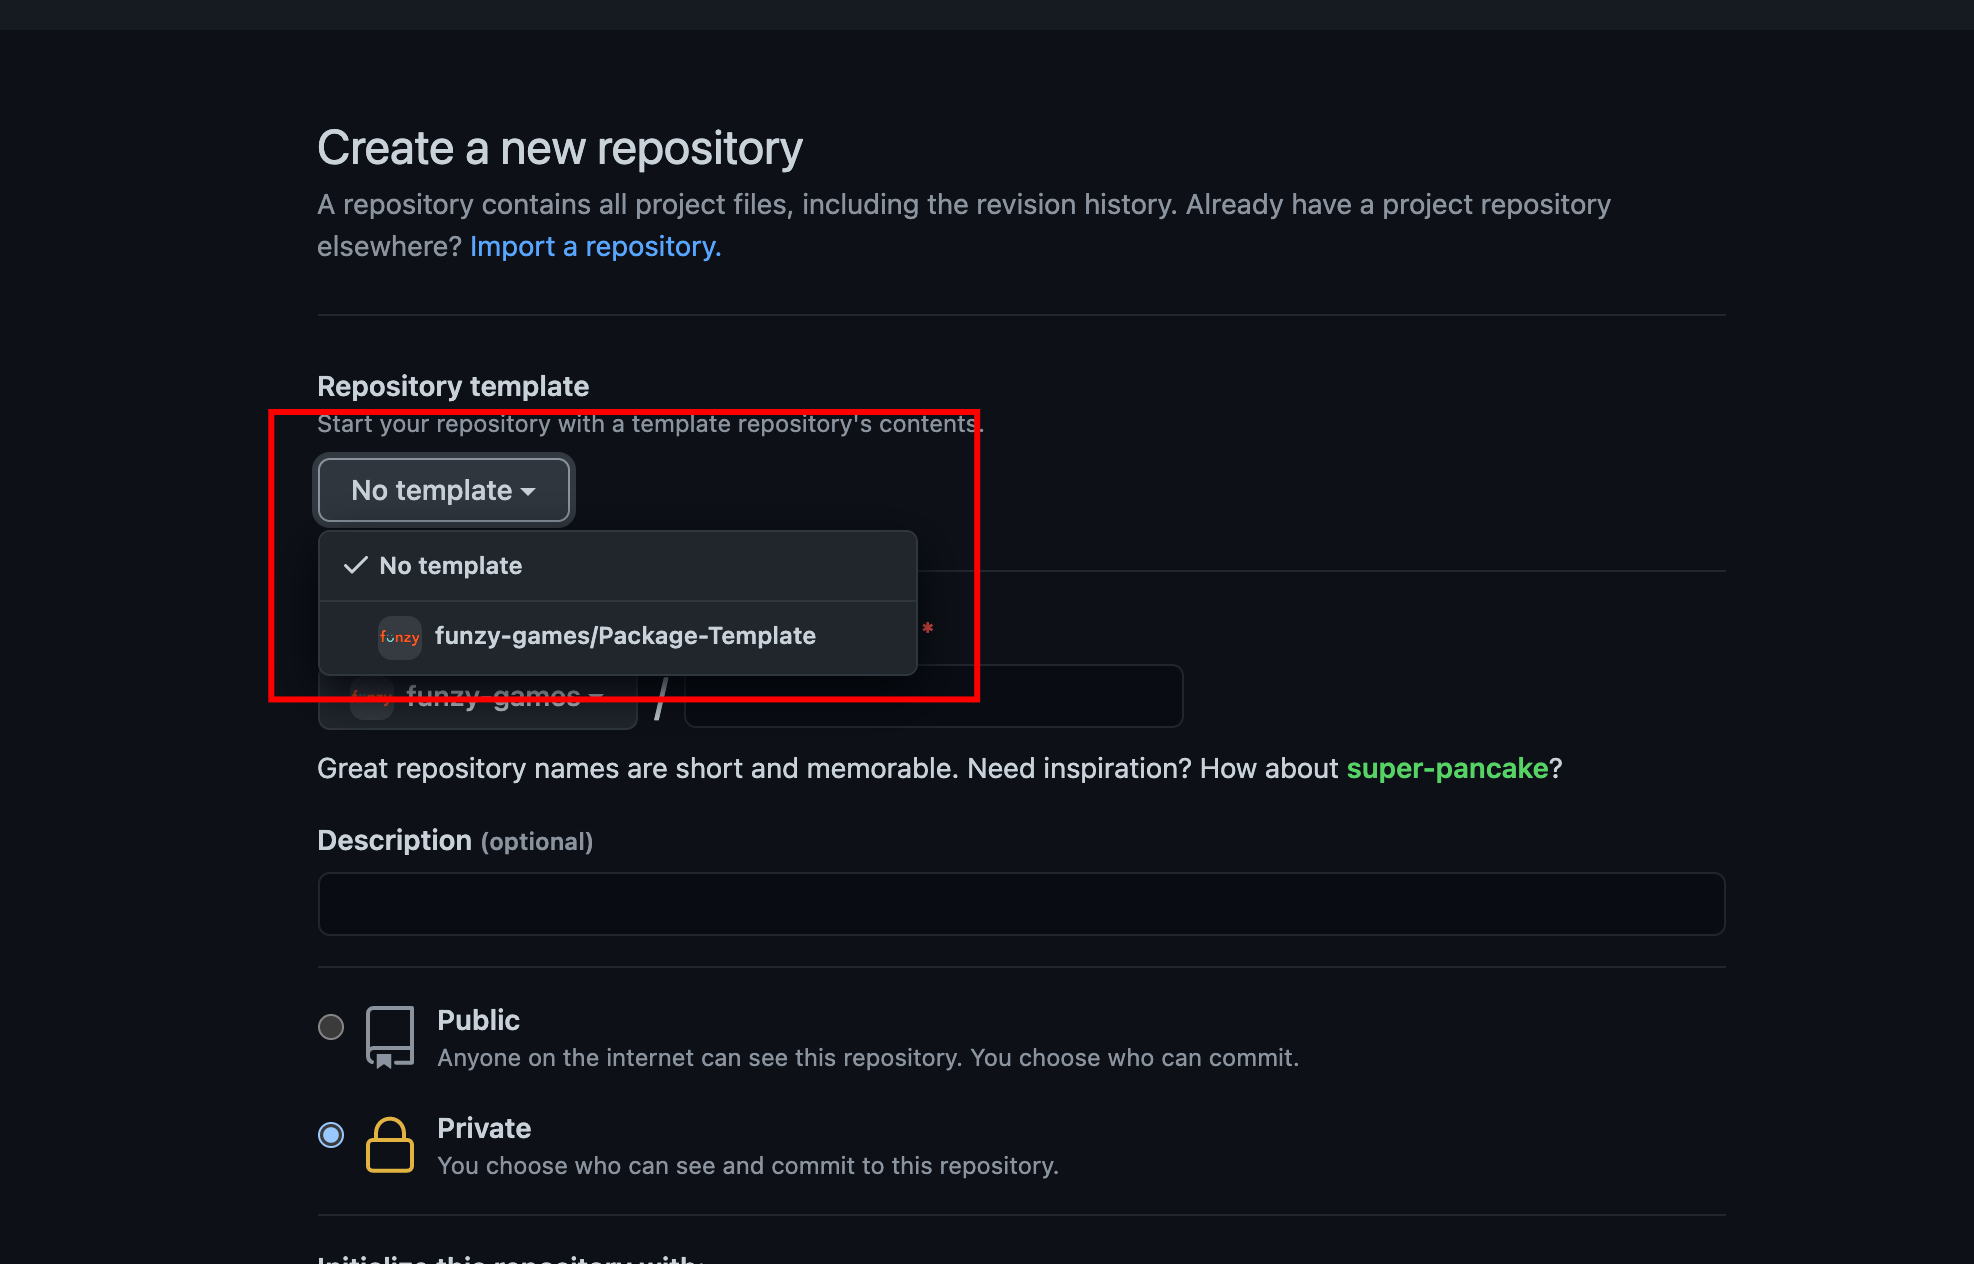 Create a new repository
A repository contains all project files, including the revision history. Already have a project repository
elsewhere? Import a repository.
Repository template
Start your repository with a template repository's contents.
No template
No template
funzy funzy-games/Package-Template
*
funzy funzy-games /
Great repository names are short and memorable. Need inspiration? How about super-pancake?
Description (optional)
Public
Anyone on the internet can see this repository. You choose who can commit.
Private
You choose who can see and commit to this repository.
Initialize this repository with: